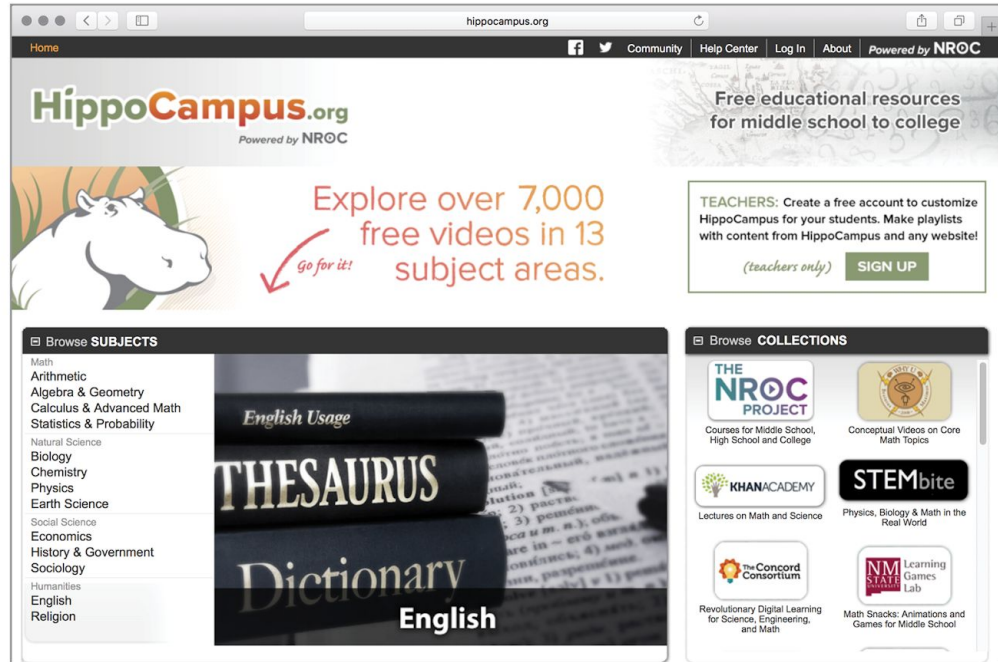 hippocampus.org
Home
Community
Help Center
Log In
About
Powered by NROC
HippoCampus.org
Powered by NROC
Free educational resources
for middle school to college
Explore over 7,000
free videos in 13
subject areas.
Go for it!
TEACHERS: Create a free account to customize
HippoCampus for your students. Make playlists
with content from HippoCampus and any website!
(teachers only)
SIGN UP
Browse SUBJECTS
Math
Arithmetic
Algebra & Geometry
Calculus & Advanced Math
Statistics & Probability
Natural Science
Biology
Chemistry
Physics
Earth Science
Social Science
Economics
History & Government
Sociology
Humanities
English
Religion
English Usage
THESAURUS
Dictionary
English
Browse COLLECTIONS
THE
NROC
PROJECT
Courses for Middle School,
High School and College
WHY U
Conceptual Videos on Core
Math Topics
KHANACADEMY
Lectures on Math and Science
STEMbite
Physics, Biology & Math in the
Real World
The Concord
Consortium
Revolutionary Digital Learning
for Science, Engineering,
and Math
NM
STATE
Learning
Games
Lab
Math Snacks: Animations and
Games for Middle School